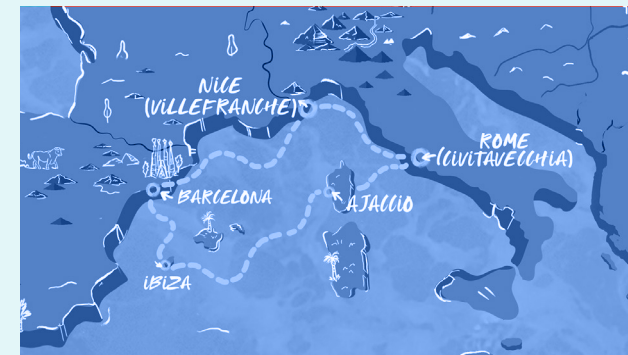 NICE
(VILLEFRANCHE)
ROME
(CIVITAVECCHIA)
BARCELONA
AJACCIO
IBIZA